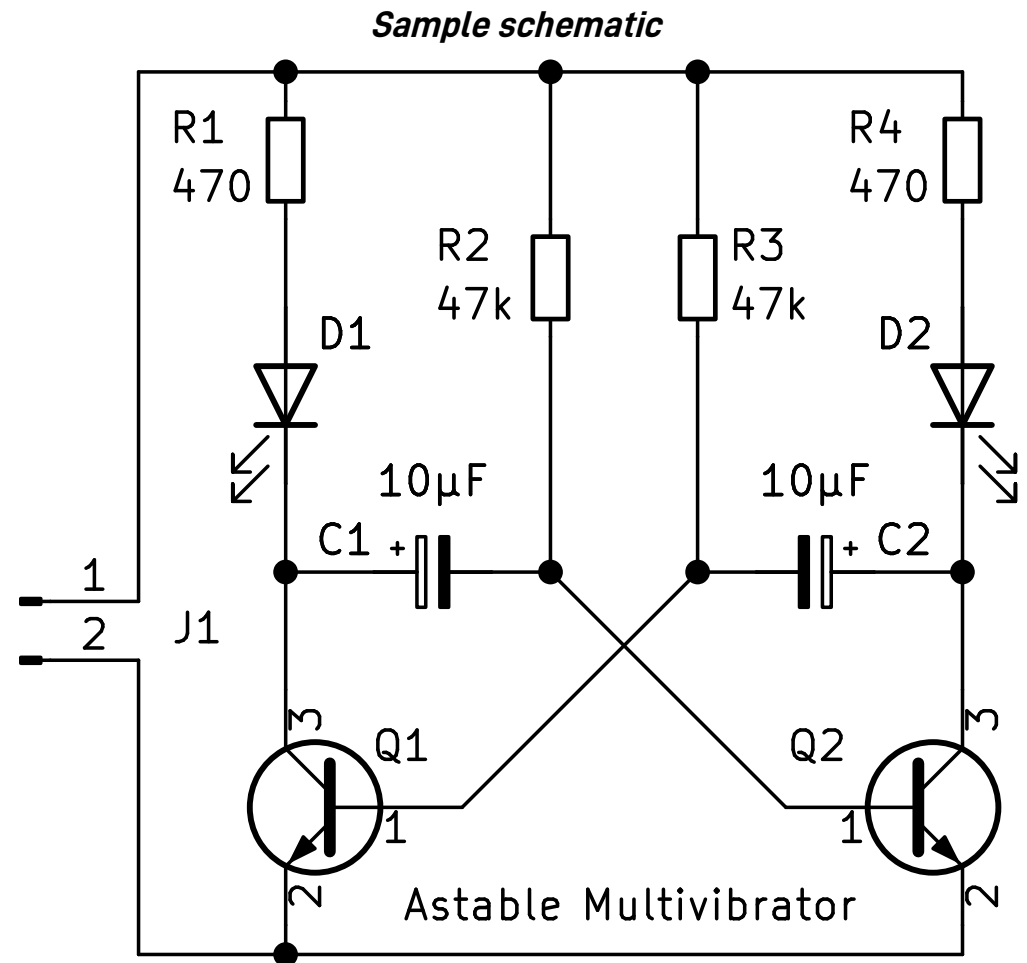 Sample schematic
R1
470
R4
470
R2
47k
R3
47k
D1
D2
10µF
10µF
C1 +
+ C2
1
2
J1
3
3
Q1
Q2
1
1
2
2
Astable Multivibrator